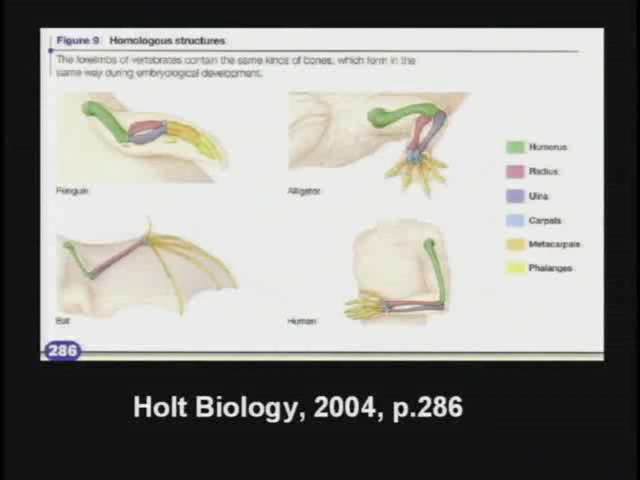 Figure 9 Homologous structures
The forelimbs of vertebrates contain the same kinds of bones, which form in the
same way during embryological development.
Penguin
Alligator
Humerus
Radius
Ulna
Carpals
Metacarpals
Phalanges
Bat
Human
286
Holt Biology, 2004, p.286